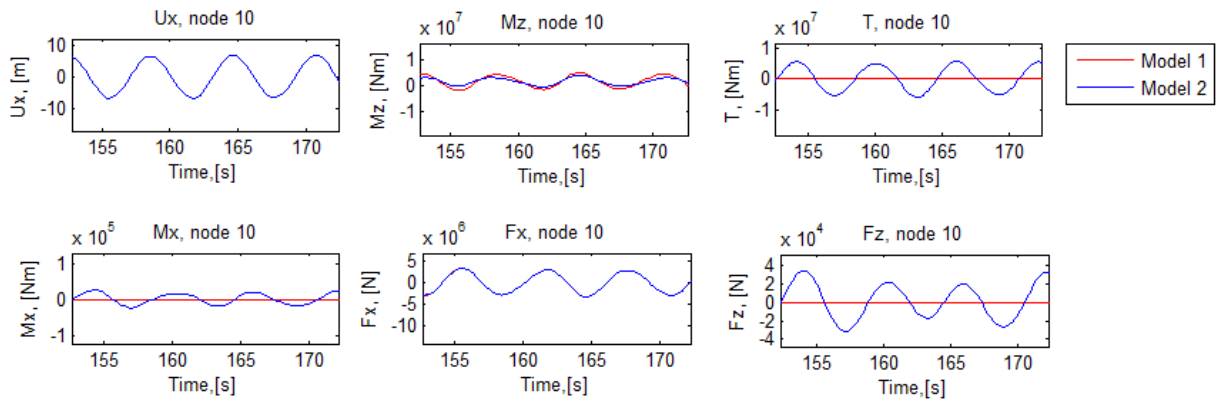 Ux, node 10
Ux, [m]
10
0
-10
155 160 165 170
Time,[s]
Mz, node 10
x 10^7
Mz, [Nm]
1
0
-1
155 160 165 170
Time,[s]
T, node 10
x 10^7
T, [Nm]
1
0
-1
155 160 165 170
Time,[s]
Model 1
Model 2
Mx, node 10
x 10^5
Mx, [Nm]
1
0
-1
155 160 165 170
Time,[s]
Fx, node 10
x 10^6
Fx, [N]
5
0
-5
-10
155 160 165 170
Time,[s]
Fz, node 10
x 10^4
Fz, [N]
4
2
0
-2
-4
155 160 165 170
Time,[s]